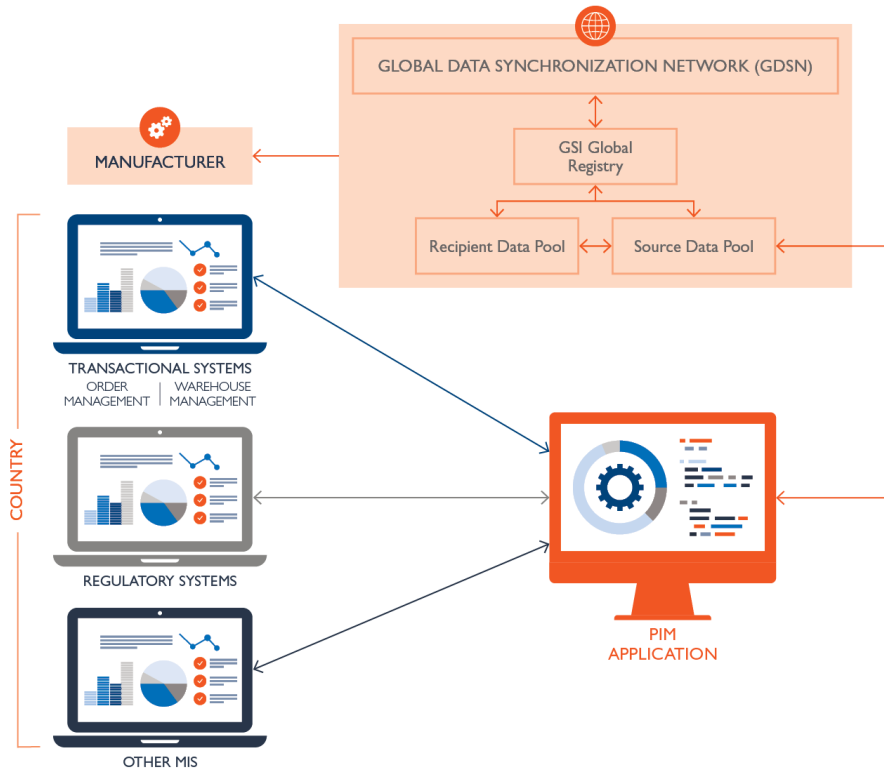 GLOBAL DATA SYNCHRONIZATION NETWORK (GDSN)
MANUFACTURER
GSI Global
Registry
Recipient Data Pool
Source Data Pool
COUNTRY
TRANSACTIONAL SYSTEMS
ORDER
MANAGEMENT
WAREHOUSE
MANAGEMENT
REGULATORY SYSTEMS
OTHER MIS
PIM
APPLICATION